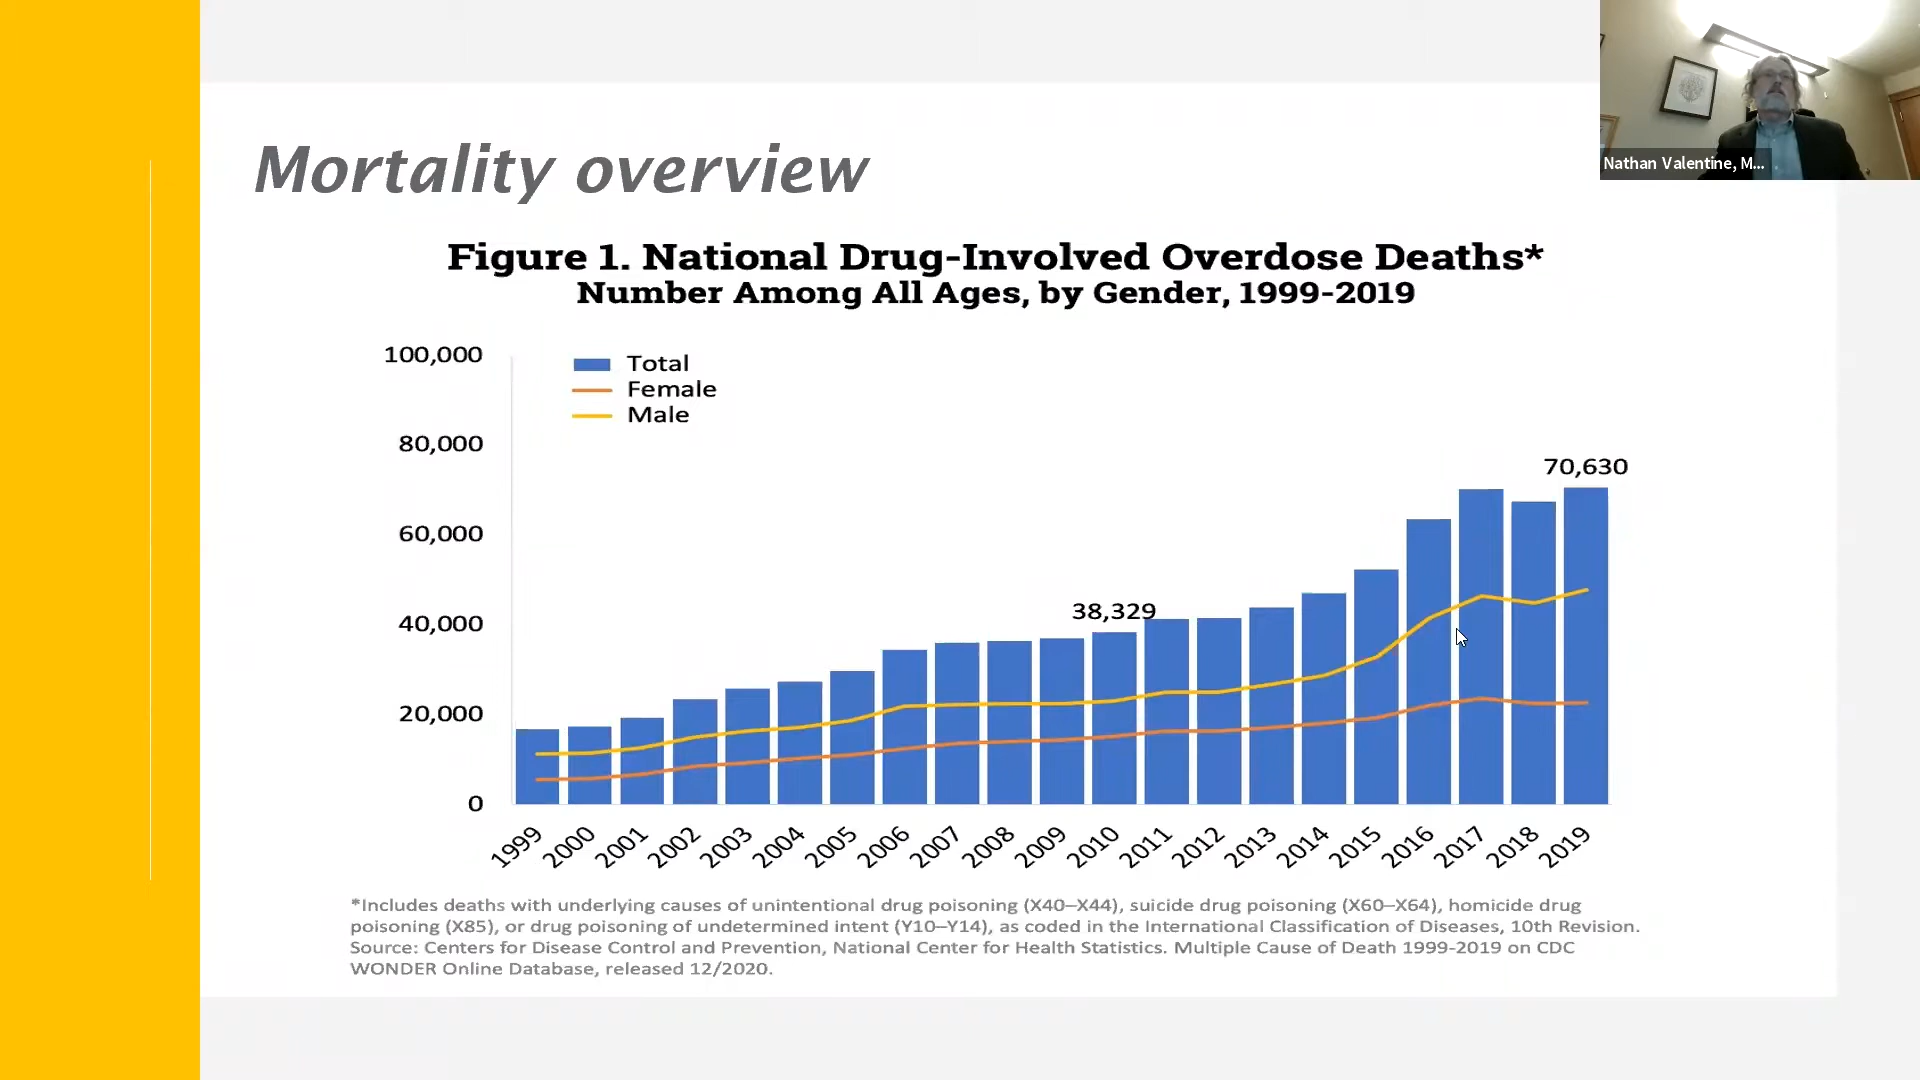 Nathan Valentine, M...
Mortality overview
Figure 1. National Drug-Involved Overdose Deaths*
Number Among All Ages, by Gender, 1999-2019
100,000
80,000
60,000
40,000
20,000
0
Total
Female
Male
38,329
70,630
1999
2000
2001
2002
2003
2004
2005
2006
2007
2008
2009
2010
2011
2012
2013
2014
2015
2016
2017
2018
2019
*Includes deaths with underlying causes of unintentional drug poisoning (X40–X44), suicide drug poisoning (X60–X64), homicide drug
poisoning (X85), or drug poisoning of undetermined intent (Y10–Y14), as coded in the International Classification of Diseases, 10th Revision.
Source: Centers for Disease Control and Prevention, National Center for Health Statistics. Multiple Cause of Death 1999-2019 on CDC
WONDER Online Database, released 12/2020.